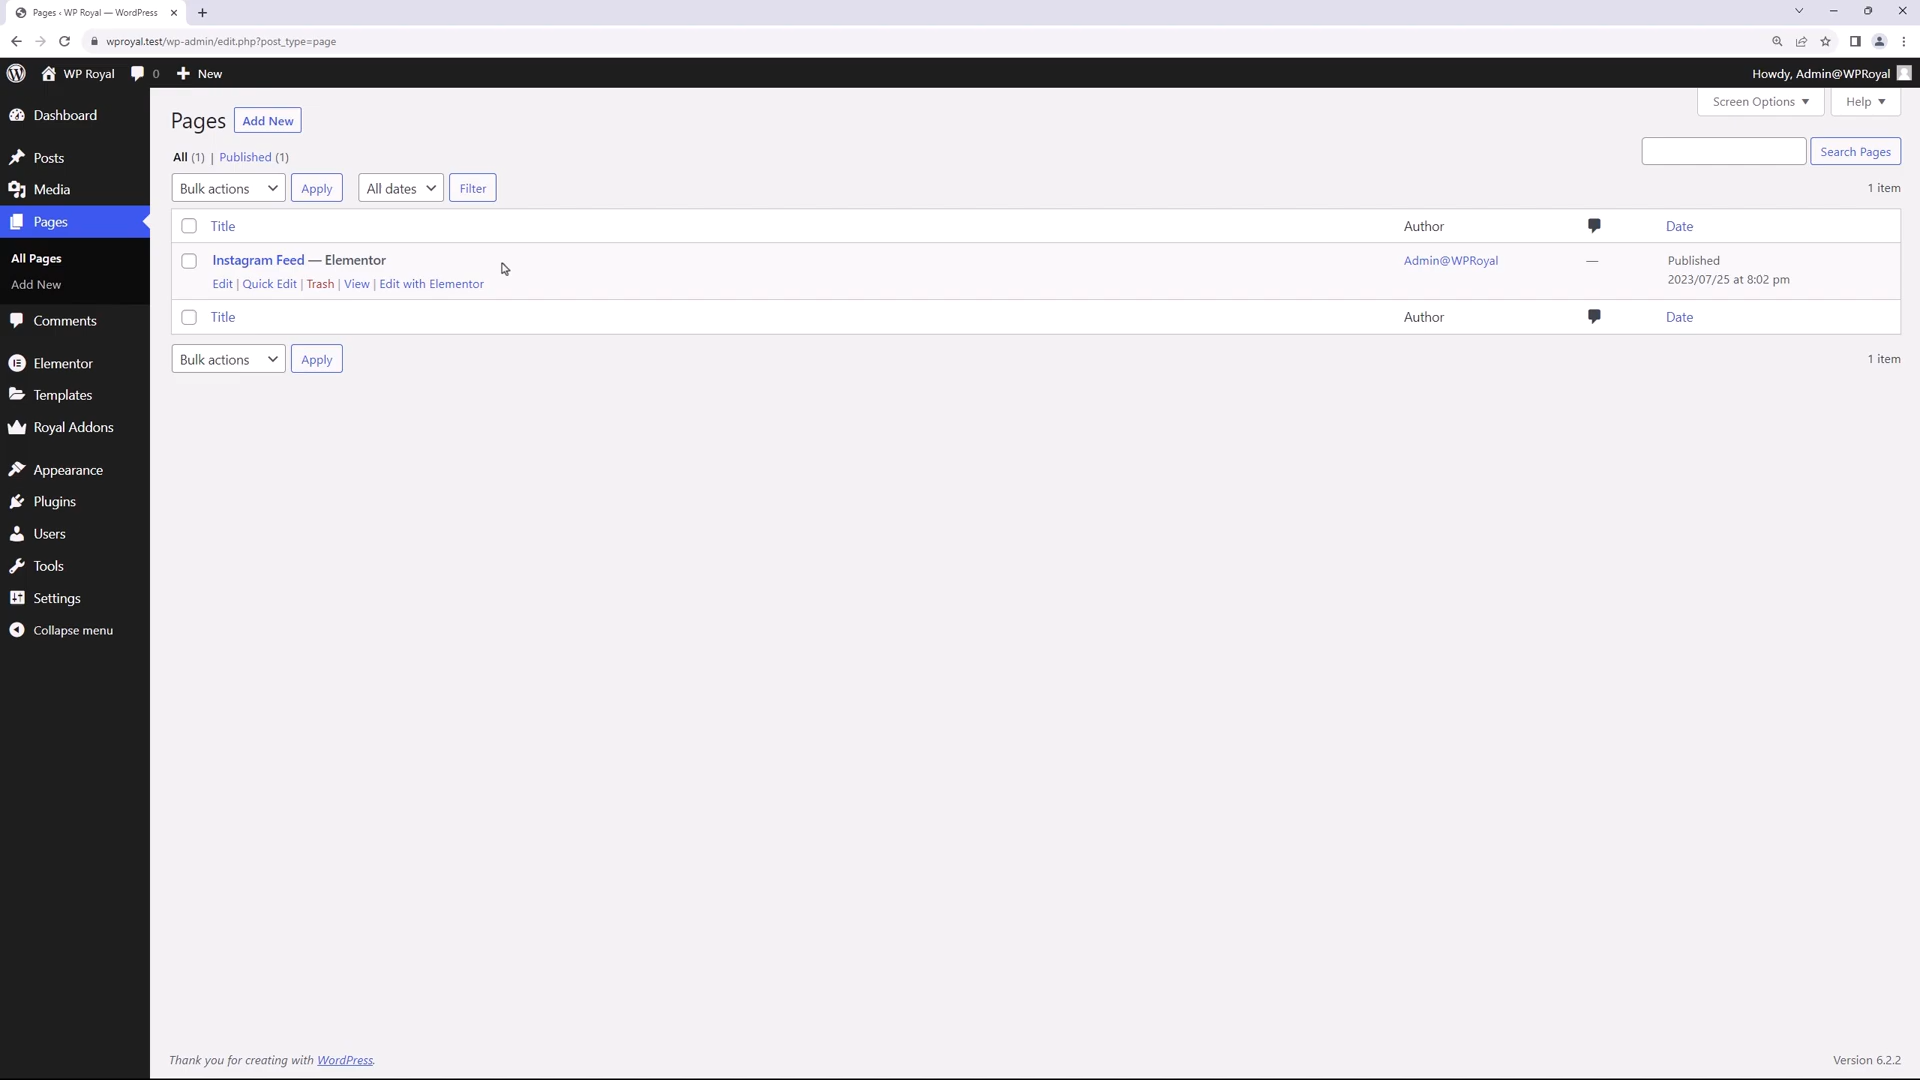 Pages ‹ WP Royal — WordPress
wproyal.test/wp-admin/edit.php?post_type=page
WP Royal 0 New Howdy, Admin@WPRoyal
Dashboard
Posts
Media
Pages
All Pages
Add New
Comments
Elementor
Templates
Royal Addons
Appearance
Plugins
Users
Tools
Settings
Collapse menu
Screen Options Help
Pages Add New
All (1) | Published (1)
Search Pages
Bulk actions Apply All dates Filter 1 item
Title Author Date
Instagram Feed — Elementor Admin@WPRoyal — Published
Edit | Quick Edit | Trash | View | Edit with Elementor 2023/07/25 at 8:02 pm
Title Author Date
Bulk actions Apply 1 item
Thank you for creating with WordPress. Version 6.2.2